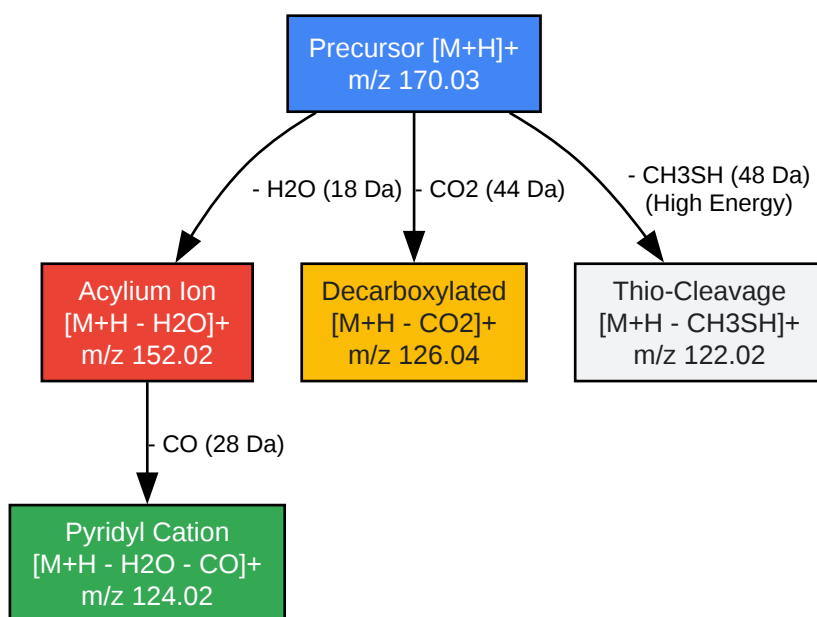 Precursor [M+H]+
m/z 170.03
- H2O (18 Da)
- CO2 (44 Da)
- CH3SH (48 Da)
(High Energy)
Acylium Ion
[M+H - H2O]+
m/z 152.02
Decarboxylated
[M+H - CO2]+
m/z 126.04
Thio-Cleavage
[M+H - CH3SH]+
m/z 122.02
- CO (28 Da)
Pyridyl Cation
[M+H - H2O - CO]+
m/z 124.02